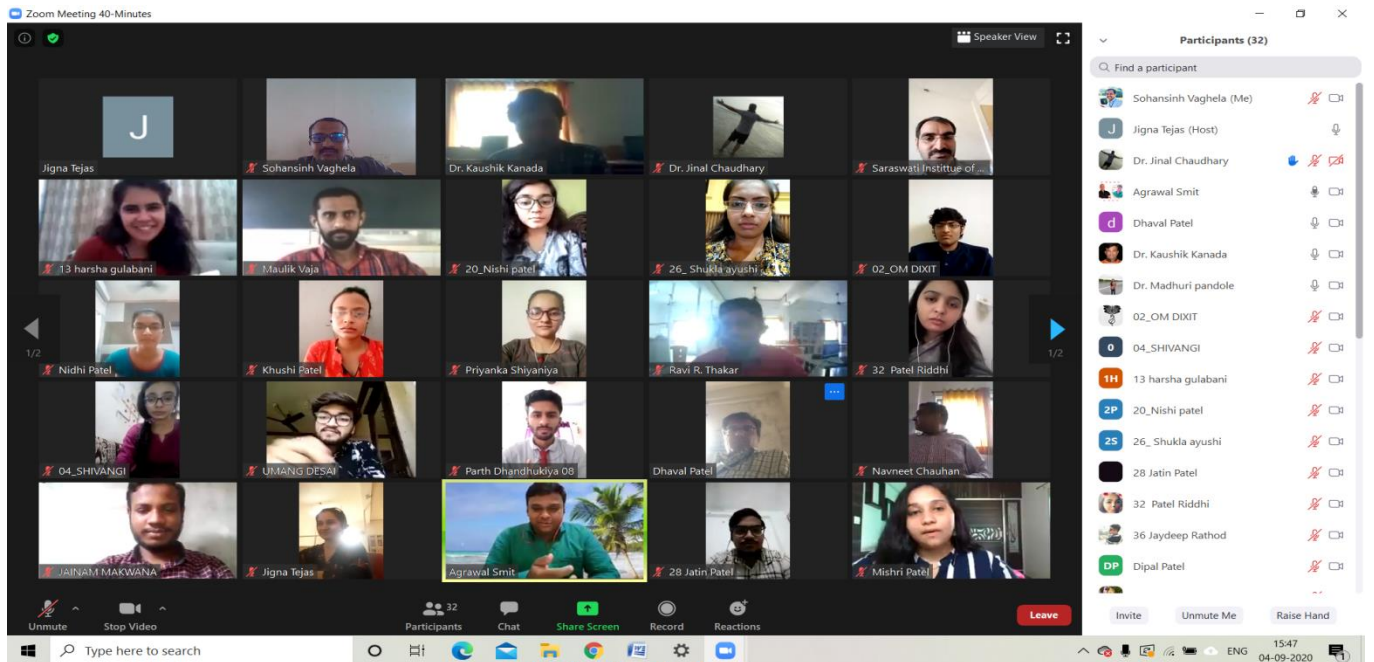 Zoom Meeting 40-Minutes
Speaker View
J
Jigna Tejas
Sohansinh Vaghela
Dr. Kaushik Kanada
Dr. Jinal Chaudhary
Saraswati Instittue of ...
13 harsha gulabani
Maulik Vaja
20_Nishi patel
26_ Shukla ayushi
02_OM DIXIT
1/2
1/2
Nidhi Patel
Khushi Patel
Priyanka Shiyaniya
Ravi R. Thakar
32 Patel Riddhi
04_SHIVANGI
UMANG DESAI
Parth Dhandhukiya 08
Dhaval Patel
Navneet Chauhan
JAINAM MAKWANA
Jigna Tejas
Agrawal Smit
28 Jatin Patel
Mishri Patel
Unmute
Stop Video
32
Participants
Chat
Share Screen
Record
Reactions
Leave
Participants (32)
Find a participant
Sohansinh Vaghela (Me)
J Jigna Tejas (Host)
Dr. Jinal Chaudhary
Agrawal Smit
d Dhaval Patel
Dr. Kaushik Kanada
Dr. Madhuri pandole
02_OM DIXIT
0 04_SHIVANGI
1H 13 harsha gulabani
2P 20_Nishi patel
2S 26_ Shukla ayushi
28 Jatin Patel
32 Patel Riddhi
36 Jaydeep Rathod
DP Dipal Patel
Invite
Unmute Me
Raise Hand
Type here to search
ENG
15:47
04-09-2020
1